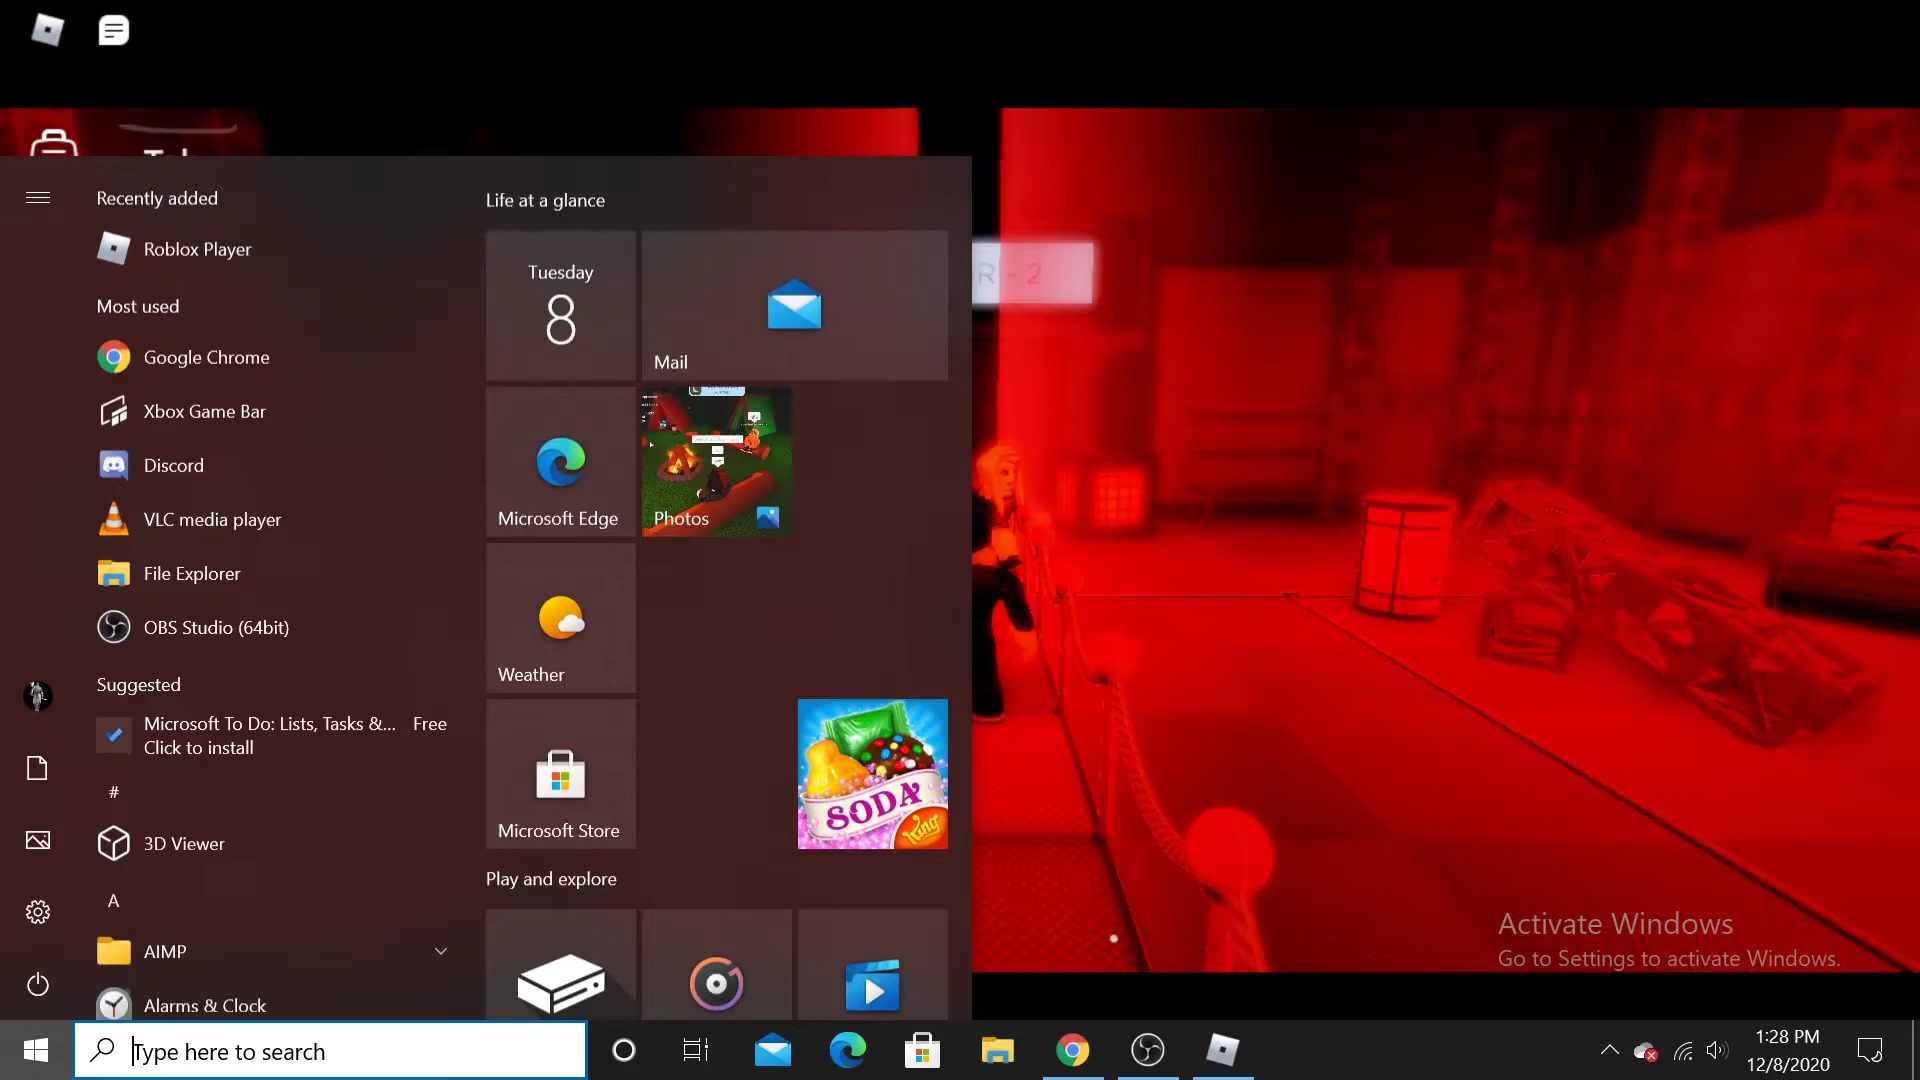 Recently added
Roblox Player
Most used
Google Chrome
Xbox Game Bar
Discord
VLC media player
File Explorer
OBS Studio (64bit)
Suggested
Microsoft To Do: Lists, Tasks &... Free
Click to install
#
3D Viewer
A
AIMP
Alarms & Clock
Life at a glance
Tuesday
8
Mail
Microsoft Edge
Photos
Weather
Microsoft Store
SODA
King
Play and explore
R - 2
Activate Windows
Go to Settings to activate Windows.
Type here to search
1:28 PM
12/8/2020